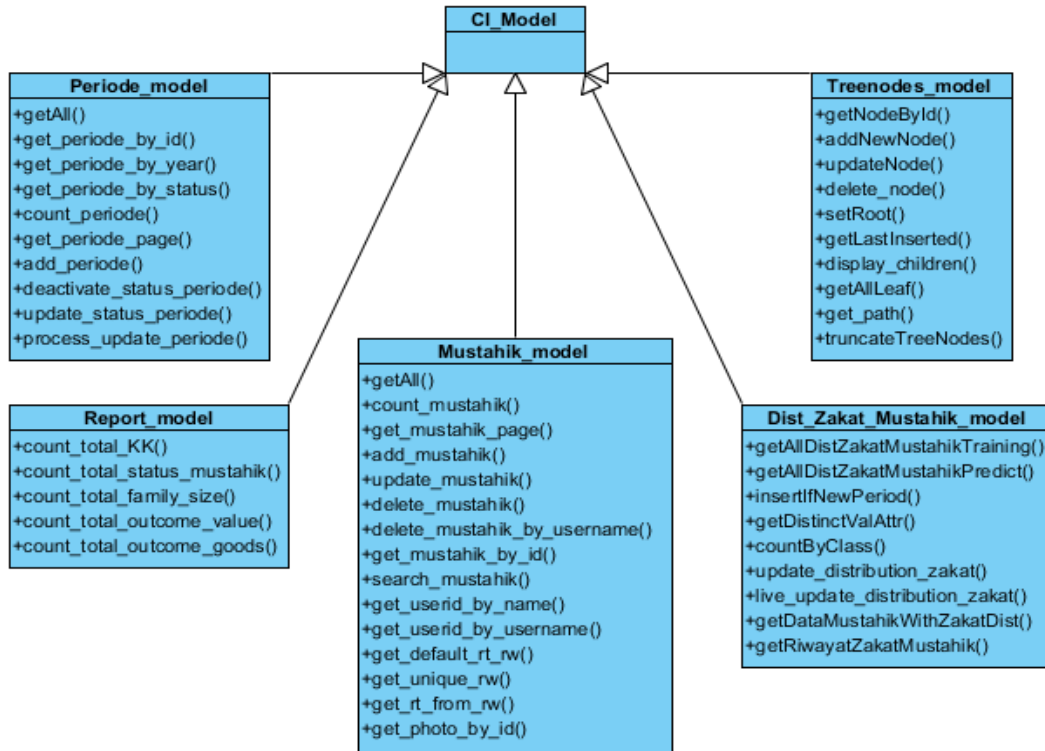 CI_Model
Periode_model
+getAll()
+get_periode_by_id()
+get_periode_by_year()
+get_periode_by_status()
+count_periode()
+get_periode_page()
+add_periode()
+deactivate_status_periode()
+update_status_periode()
+process_update_periode()
Treenodes_model
+getNodeById()
+addNewNode()
+updateNode()
+delete_node()
+setRoot()
+getLastInserted()
+display_children()
+getAllLeaf()
+get_path()
+truncateTreeNodes()
Mustahik_model
+getAll()
+count_mustahik()
+get_mustahik_page()
+add_mustahik()
+update_mustahik()
+delete_mustahik()
+delete_mustahik_by_username()
+get_mustahik_by_id()
+search_mustahik()
+get_userid_by_name()
+get_userid_by_username()
+get_default_rt_rw()
+get_unique_rw()
+get_rt_from_rw()
+get_photo_by_id()
Report_model
+count_total_KK()
+count_total_status_mustahik()
+count_total_family_size()
+count_total_outcome_value()
+count_total_outcome_goods()
Dist_Zakat_Mustahik_model
+getAllDistZakatMustahikTraining()
+getAllDistZakatMustahikPredict()
+insertIfNewPeriod()
+getDistinctValAttr()
+countByClass()
+update_distribution_zakat()
+live_update_distribution_zakat()
+getDataMustahikWithZakatDist()
+getRiwayatZakatMustahik()